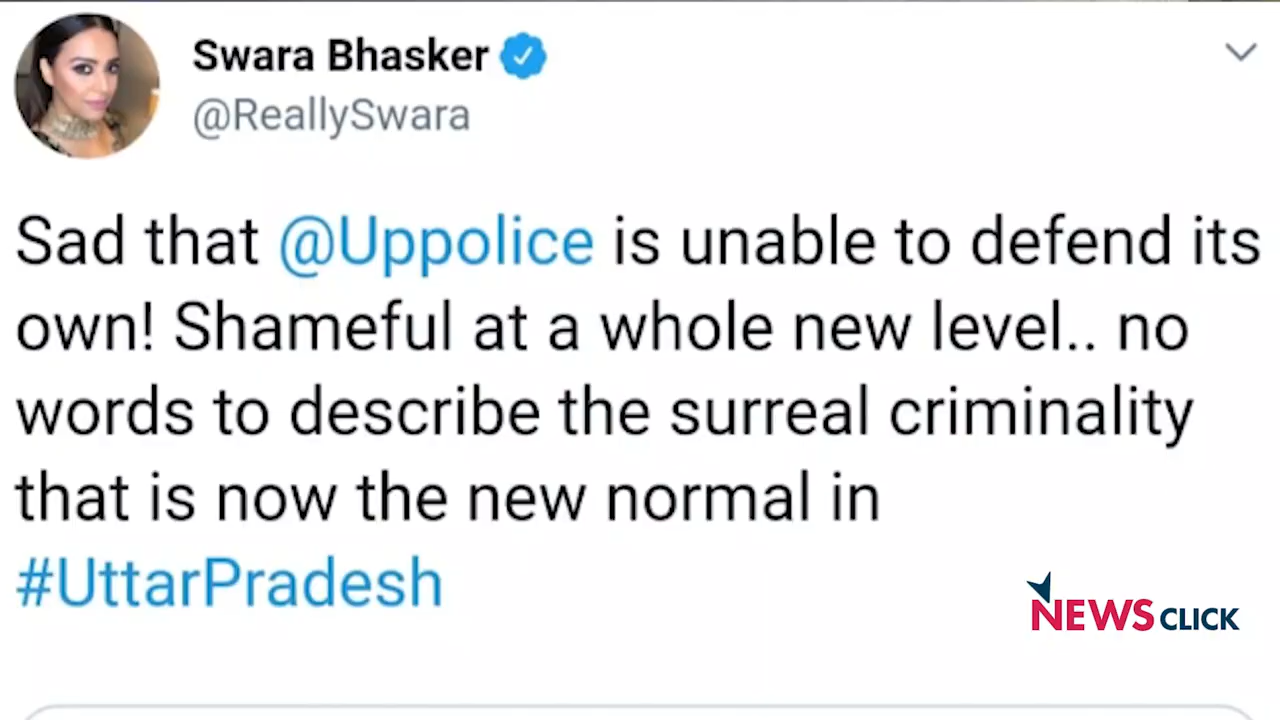 Swara Bhasker
@ReallySwara
Sad that @Uppolice is unable to defend its
own! Shameful at a whole new level.. no
words to describe the surreal criminality
that is now the new normal in
#UttarPradesh
NEWS CLICK